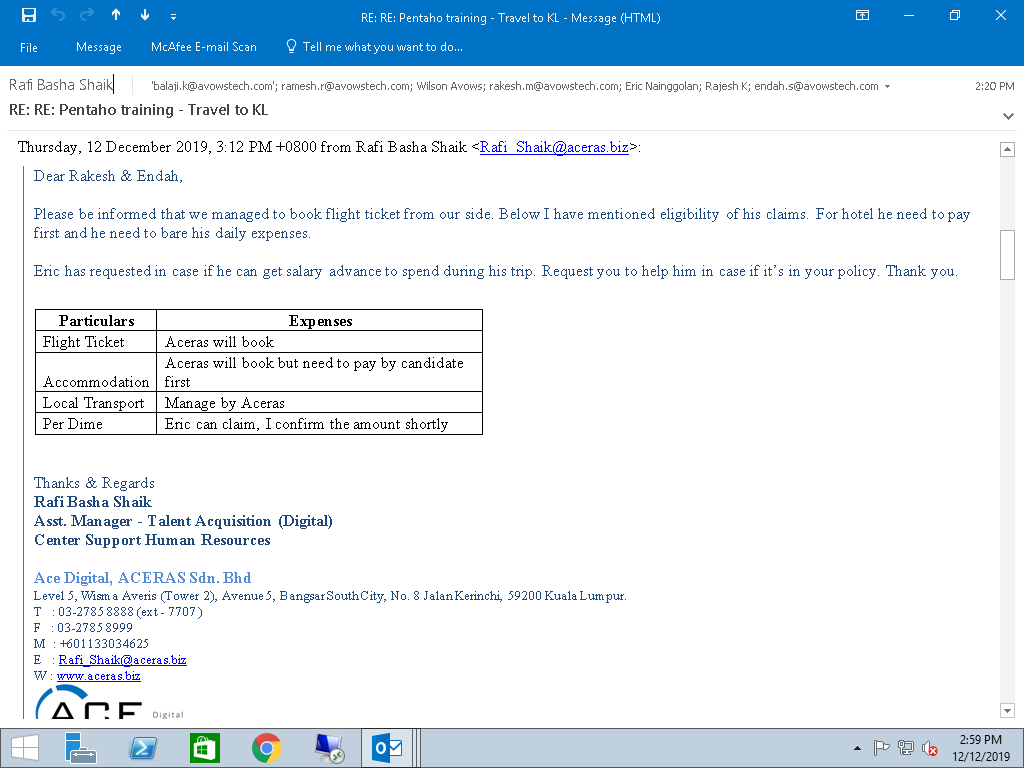 RE: RE: Pentaho training - Travel to KL - Message (HTML)
File Message McAfee E-mail Scan Tell me what you want to do...
Rafi Basha Shaik 'balaji.k@avowstech.com'; ramesh.r@avowstech.com; Wilson Avows; rakesh.m@avowstech.com; Eric Nainggolan; Rajesh K; endah.s@avowstech.com 2:20 PM
RE: RE: Pentaho training - Travel to KL
Thursday, 12 December 2019, 3:12 PM +0800 from Rafi Basha Shaik <Rafi_Shaik@aceras.biz>:
Dear Rakesh & Endah,
Please be informed that we managed to book flight ticket from our side. Below I have mentioned eligibility of his claims. For hotel he need to pay
first and he need to bare his daily expenses.
Eric has requested in case if he can get salary advance to spend during his trip. Request you to help him in case if it's in your policy. Thank you.
Particulars Expenses
Flight Ticket Aceras will book
Accommodation Aceras will book but need to pay by candidate
first
Local Transport Manage by Aceras
Per Dime Eric can claim, I confirm the amount shortly
Thanks & Regards
Rafi Basha Shaik
Asst. Manager - Talent Acquisition (Digital)
Center Support Human Resources
Ace Digital, ACERAS Sdn. Bhd
Level 5, Wisma Averis (Tower 2), Avenue 5, Bangsar South City, No. 8 Jalan Kerinchi, 59200 Kuala Lumpur.
T : 03-2785 8888 (ext - 7707)
F : 03-2785 8999
M : +601133034625
E : Rafi_Shaik@aceras.biz
W : www.aceras.biz
ACE Digital
2:59 PM
12/12/2019